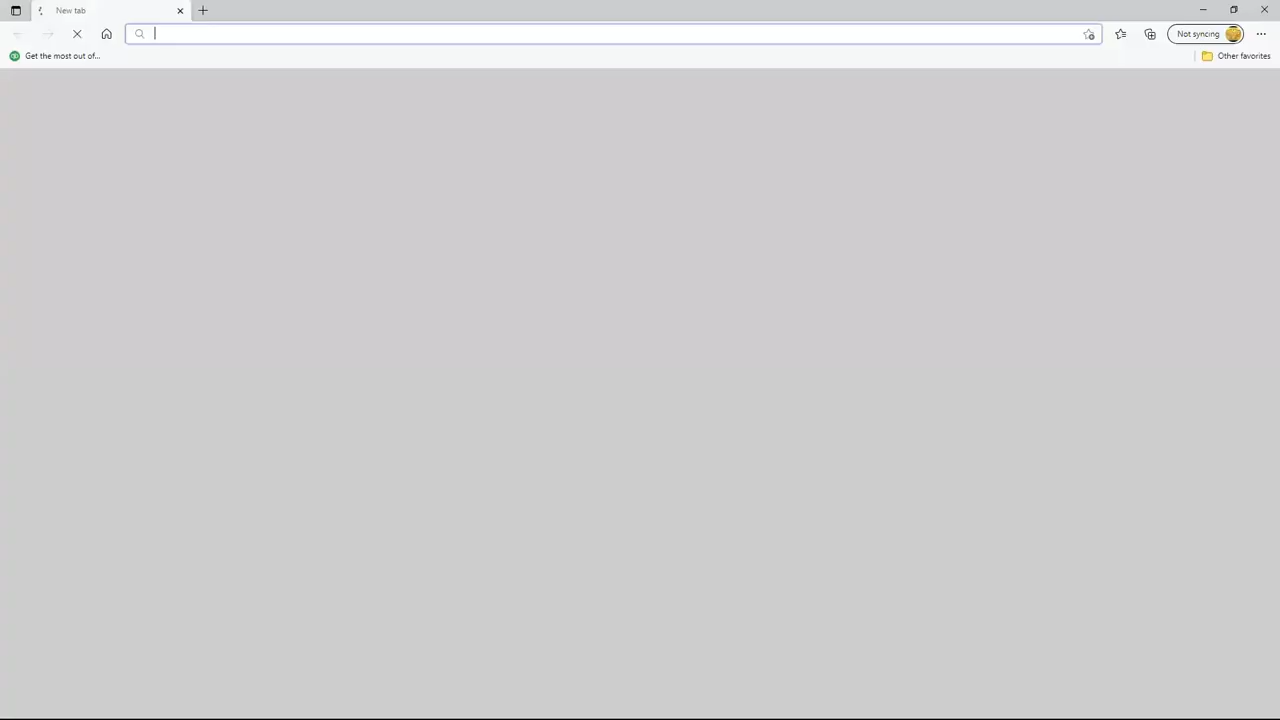 New tab
Not syncing
Get the most out of...
Other favorites